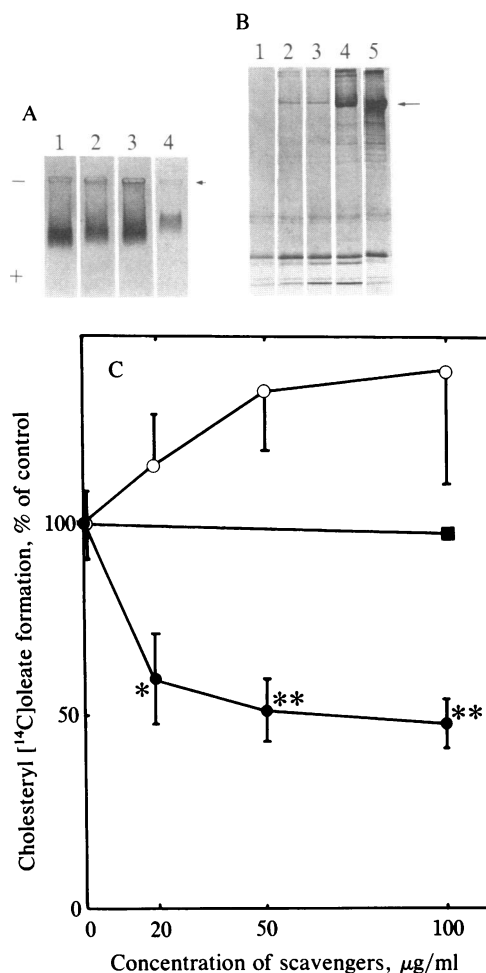 B
1 2 3 4 5
A
1 2 3 4
−
+
C
Cholesteryl [¹⁴C]oleate formation, % of control
100
50
0
*
**
**
0 20 50 100
Concentration of scavengers, μg/ml